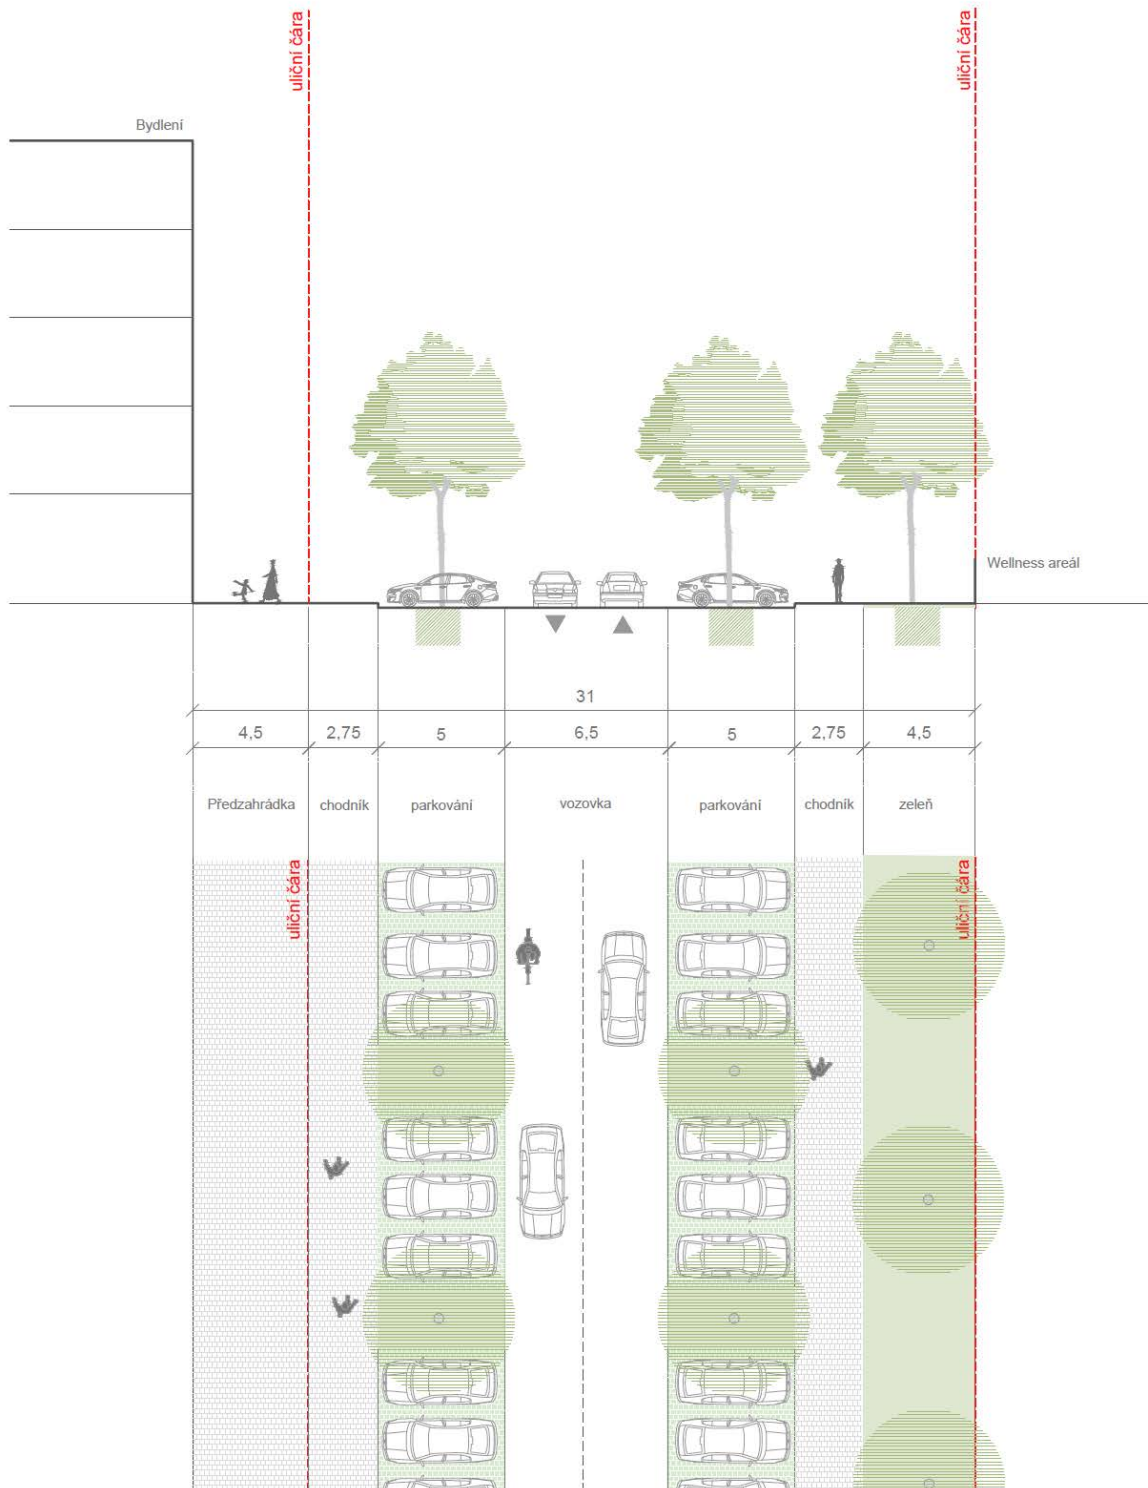 uliční čára
uliční čára
Bydlení
Wellness areál
31
4,5 2,75 5 6,5 5 2,75 4,5
Předzahrádka chodník parkování vozovka parkování chodník zeleň
uliční čára
uliční čára